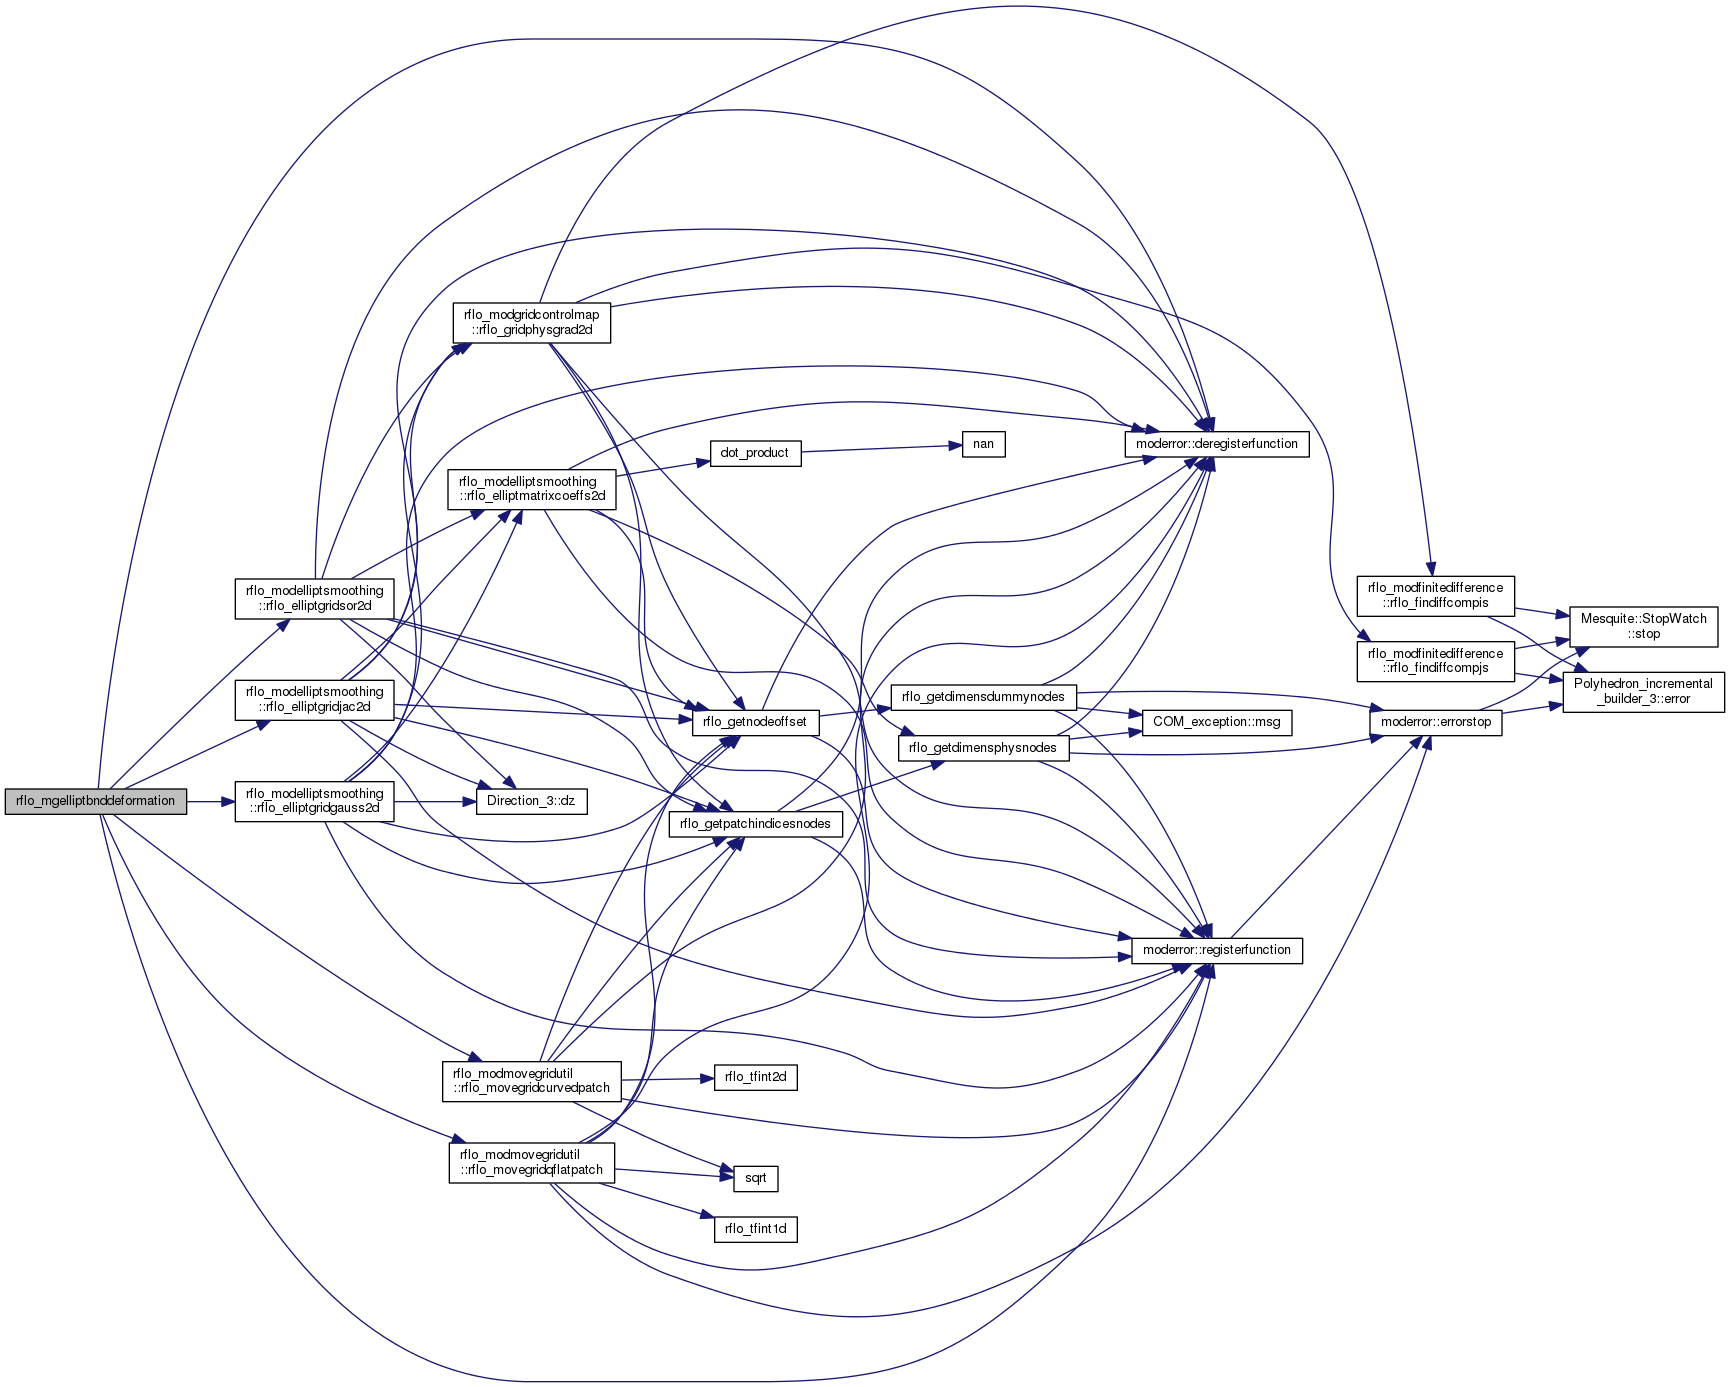 rflo_modgridcontrolmap
::rflo_gridphysgrad2d
moderror::deregisterfunction
dot_product
nan
rflo_modelliptsmoothing
::rflo_elliptmatrixcoeffs2d
rflo_modelliptsmoothing
::rflo_elliptgridsor2d
rflo_modfinitedifference
::rflo_findiffcompis
Mesquite::StopWatch
::stop
rflo_modfinitedifference
::rflo_findiffcompjs
rflo_modelliptsmoothing
::rflo_elliptgridjac2d
rflo_getdimensdummynodes
Polyhedron_incremental
_builder_3::error
rflo_getnodeoffset
COM_exception::msg
moderror::errorstop
rflo_getdimensphysnodes
rflo_mgelliptbnddeformation
rflo_modelliptsmoothing
::rflo_elliptgridgauss2d
Direction_3::dz
rflo_getpatchindicesnodes
moderror::registerfunction
rflo_modmovegridutil
::rflo_movegridcurvedpatch
rflo_tfint2d
rflo_modmovegridutil
::rflo_movegridqflatpatch
sqrt
rflo_tfint1d